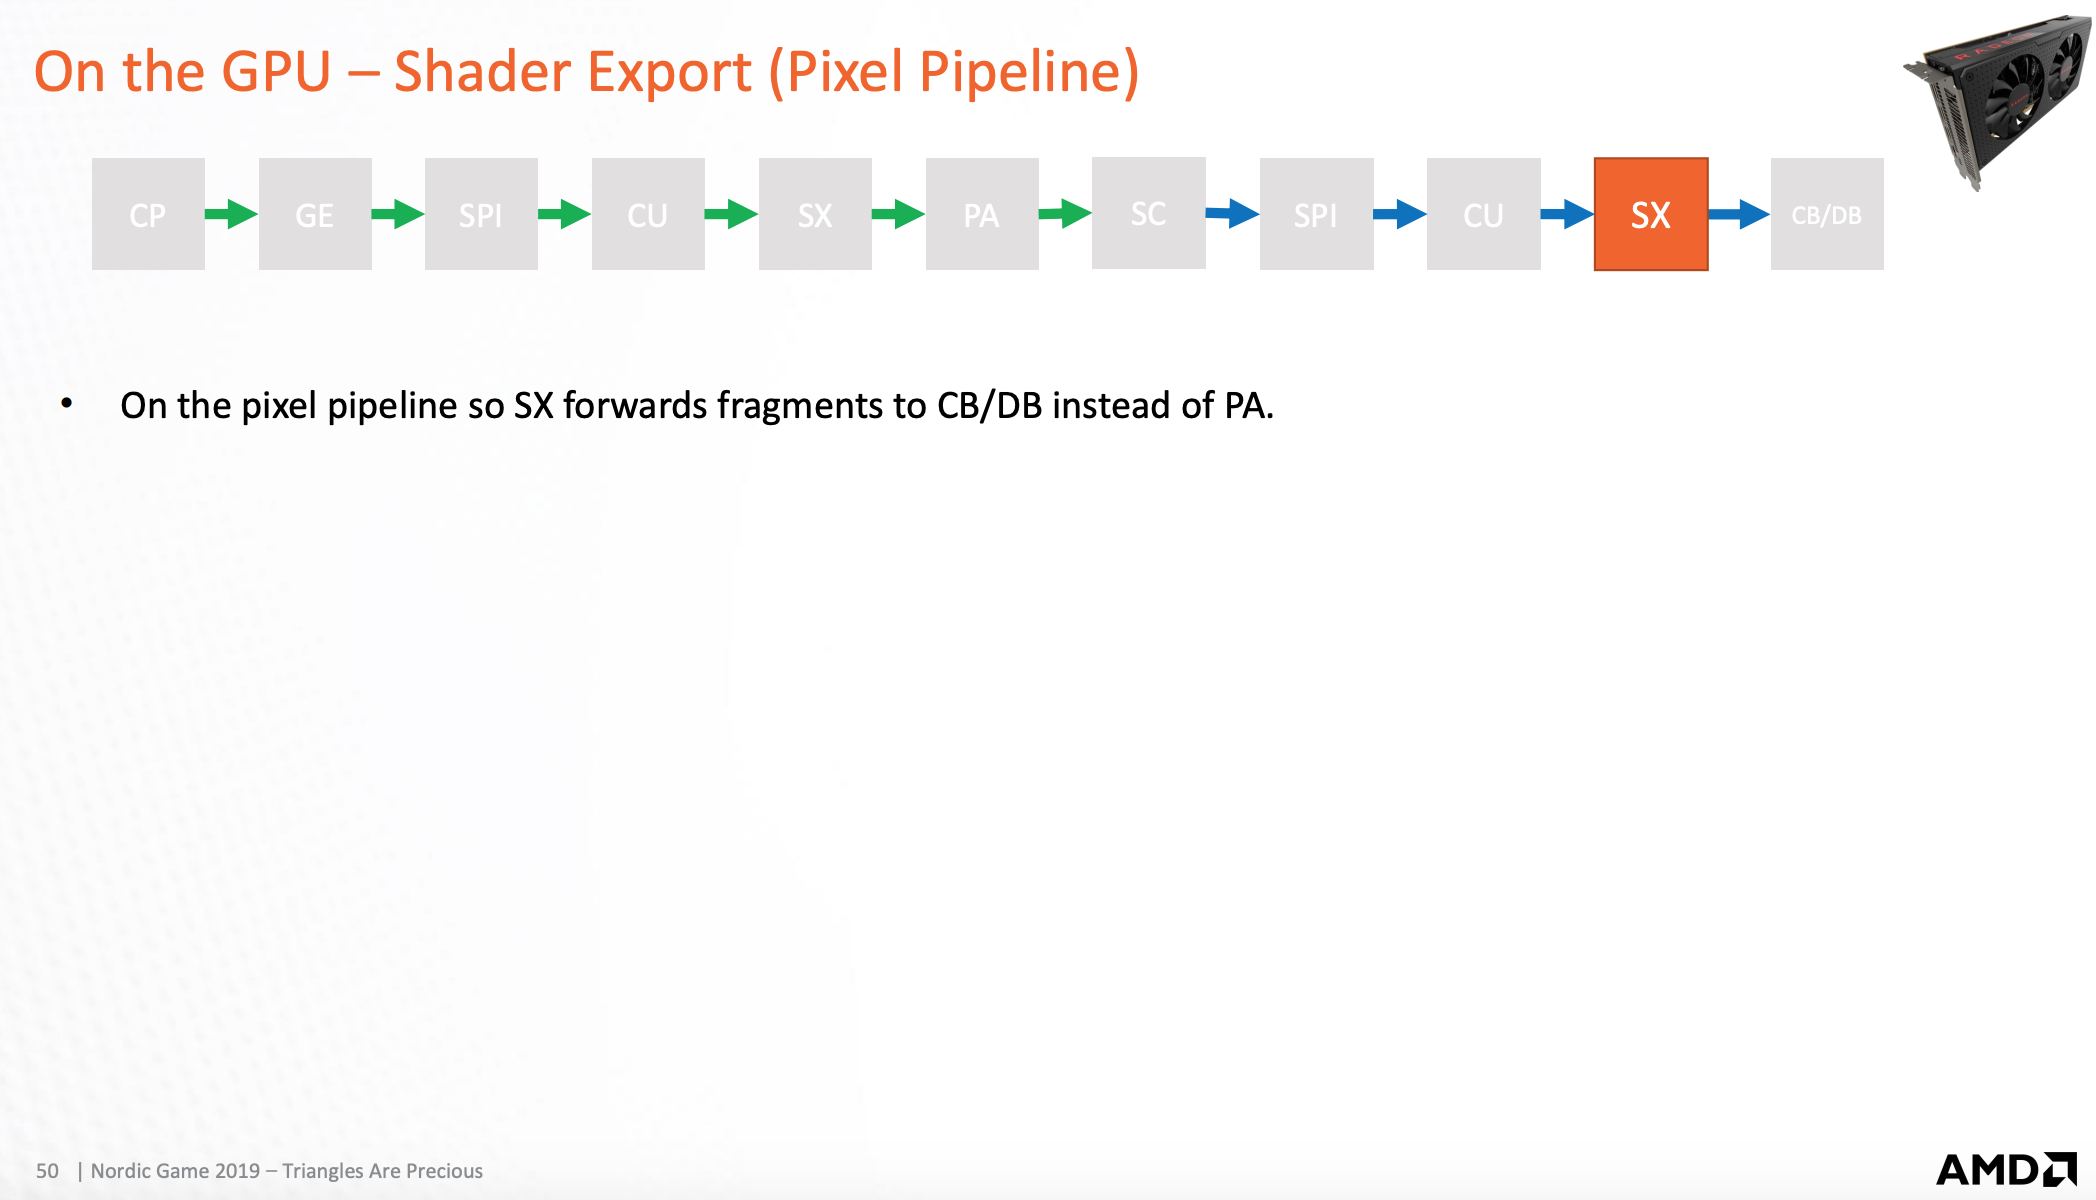 On the GPU – Shader Export (Pixel Pipeline)
RADEON
CP
GE
SPI
CU
SX
PA
SC
SPI
CU
SX
CB/DB
• On the pixel pipeline so SX forwards fragments to CB/DB instead of PA.
50 | Nordic Game 2019 – Triangles Are Precious
AMD